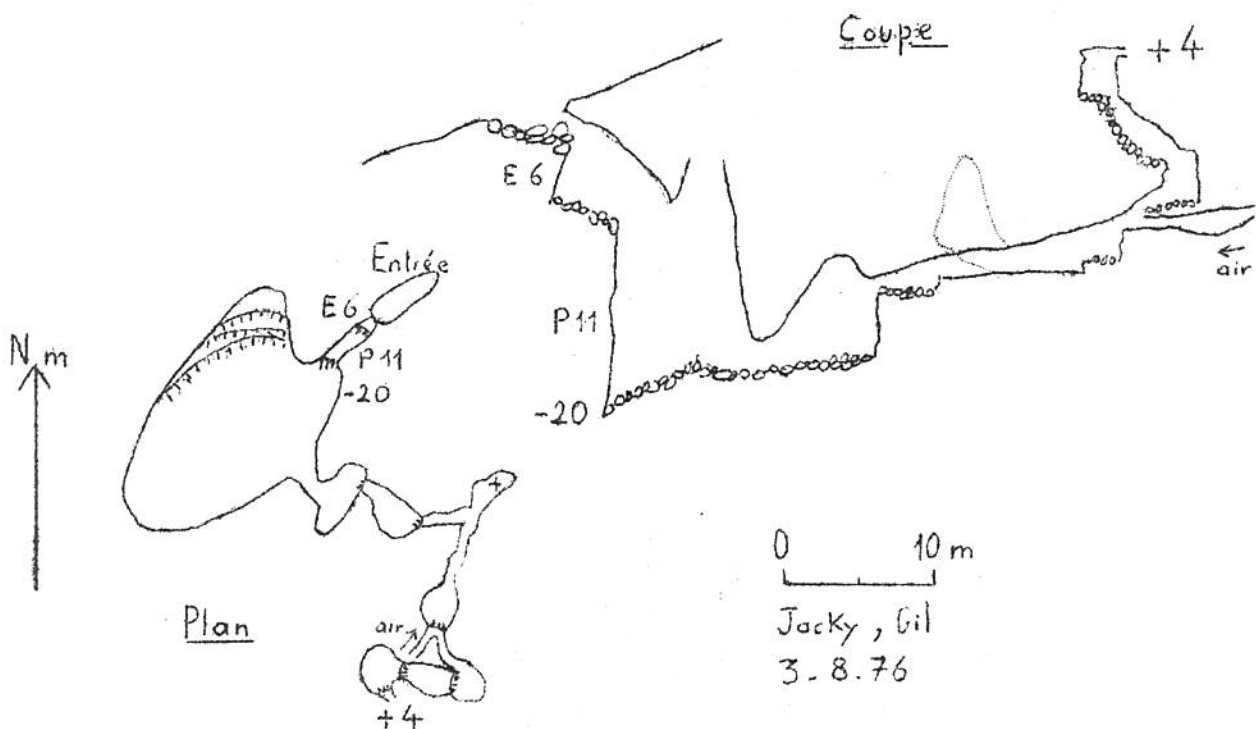 Coupe
+4
E 6
P 11
-20
air
Entrée
E 6
P 11
-20
N m
Plan
air
+4
0 10 m
Jacky, Gil
3-8.76